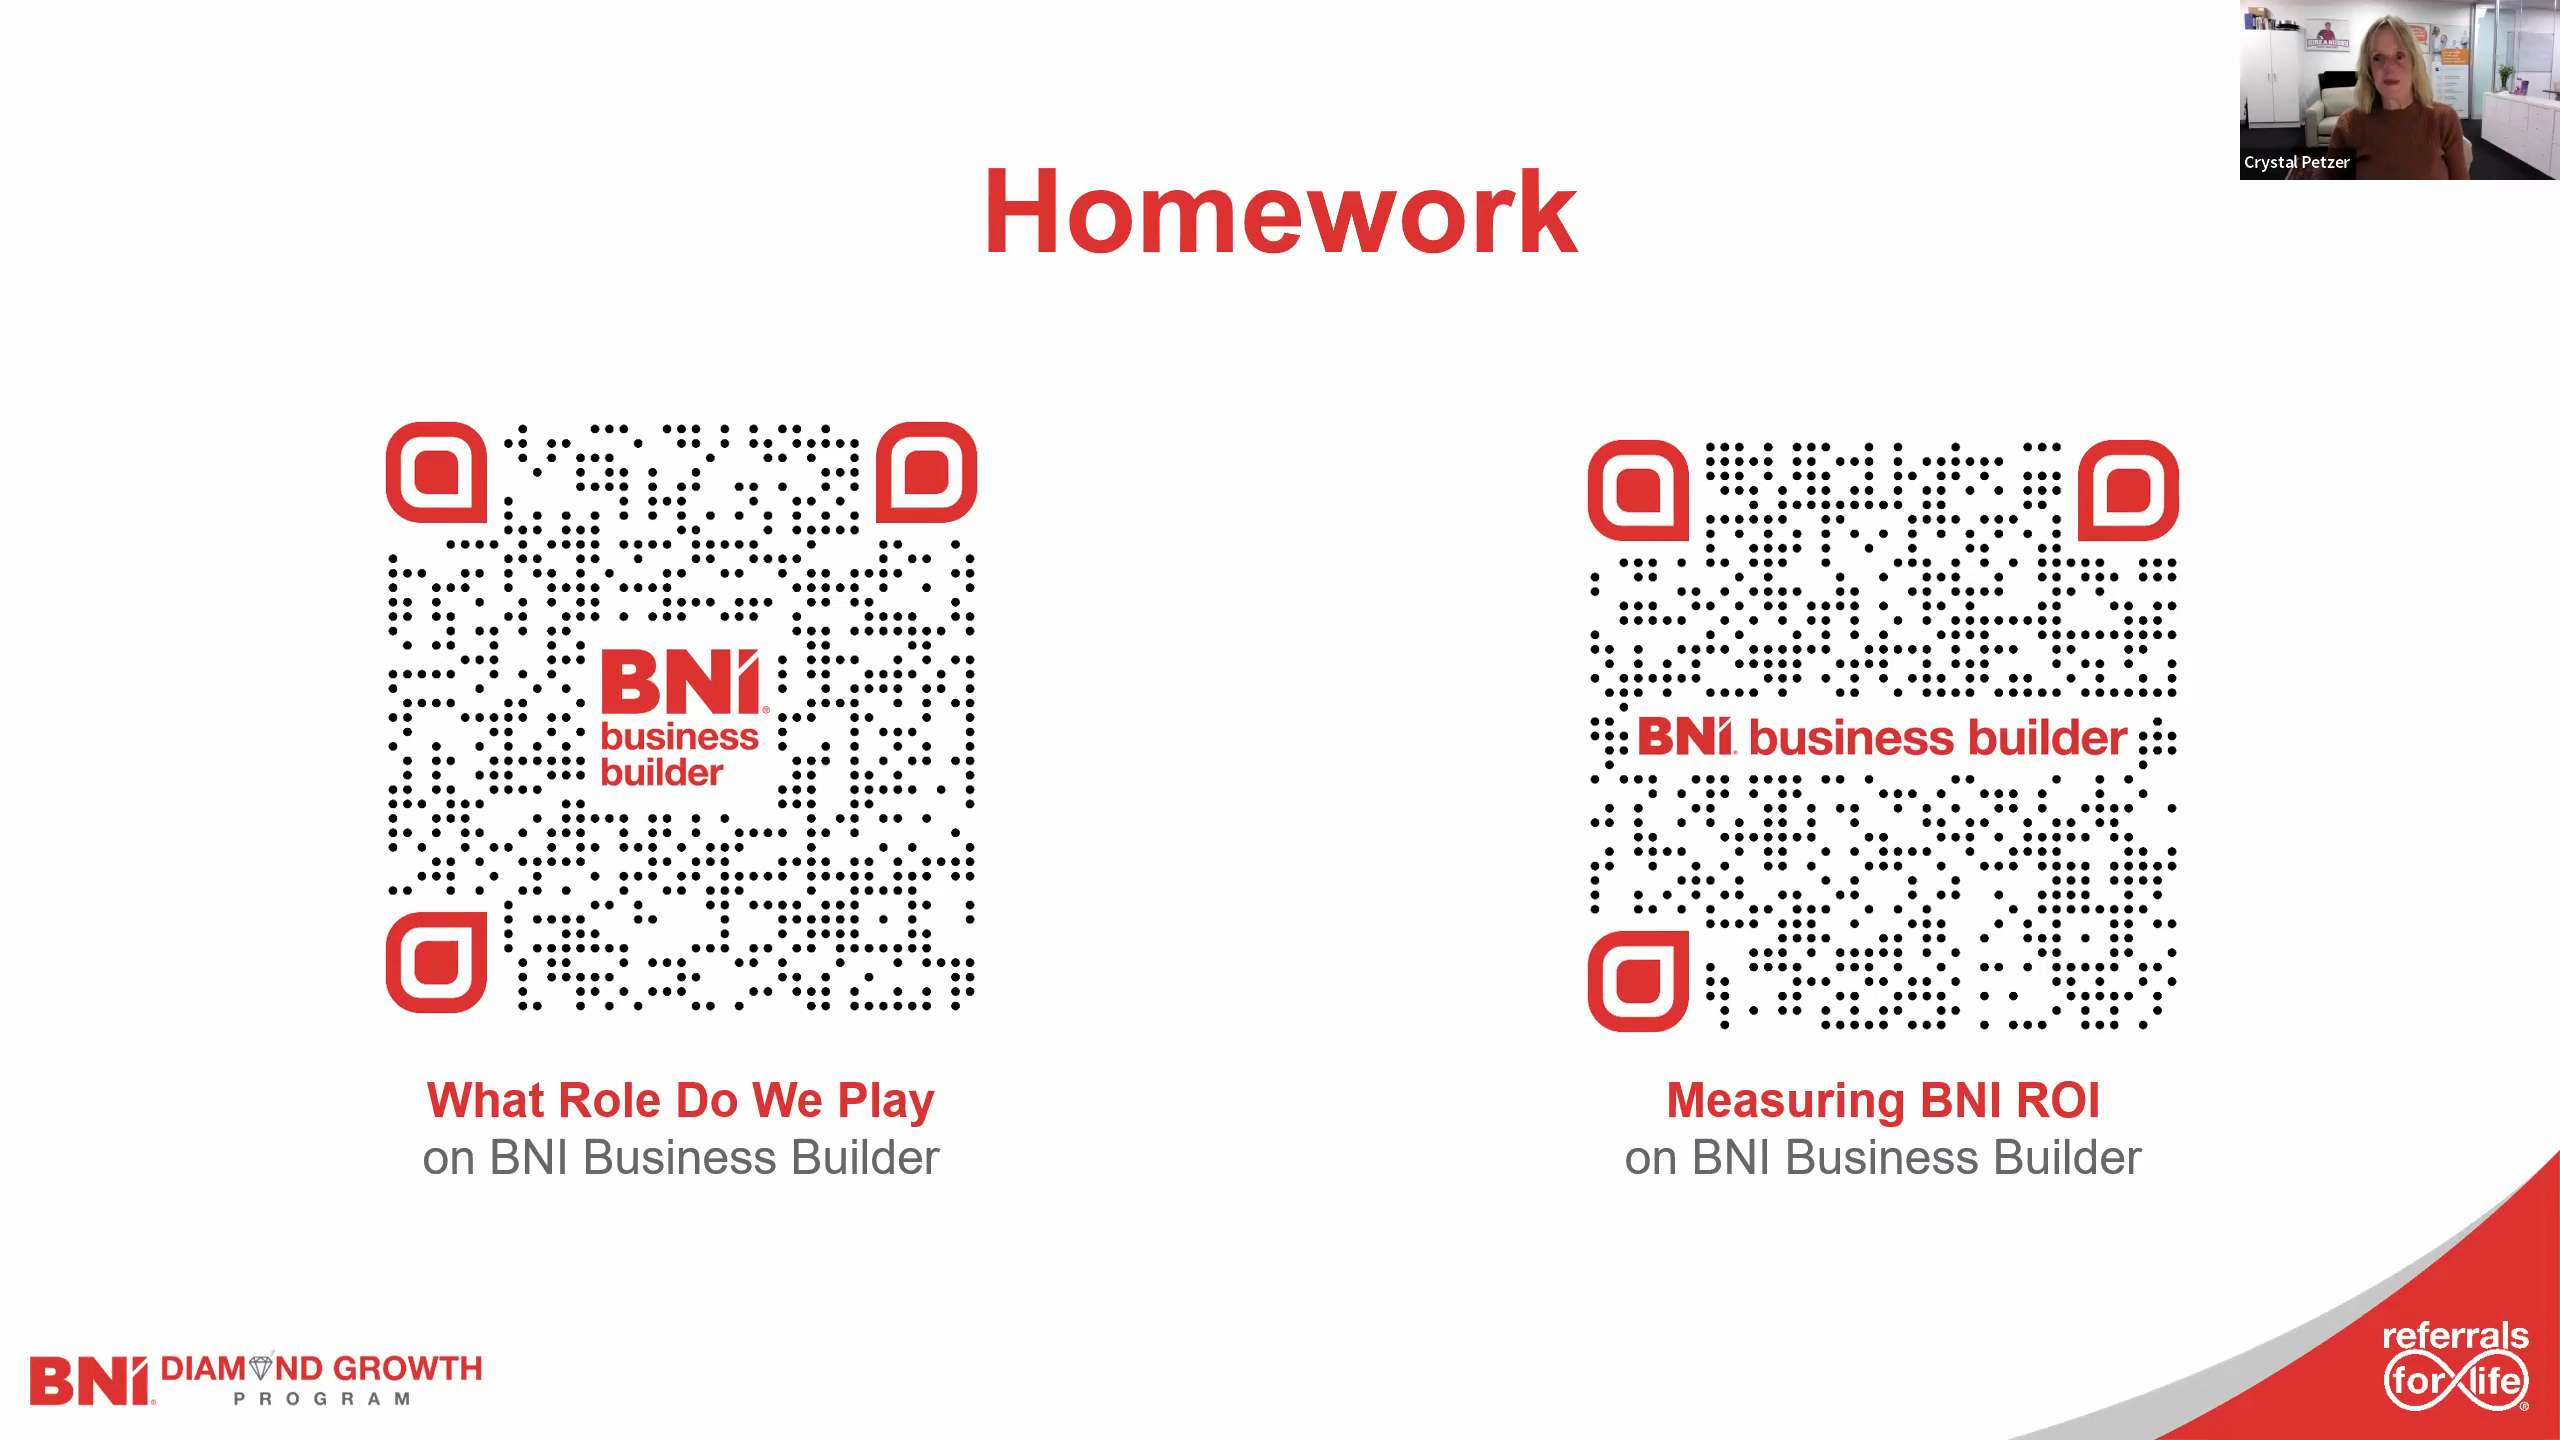 Crystal Petzer
Homework
BNI®
business
builder
BNI® business builder
What Role Do We Play
on BNI Business Builder
Measuring BNI ROI
on BNI Business Builder
BNI® DIAMOND GROWTH
PROGRAM
referrals
for life®